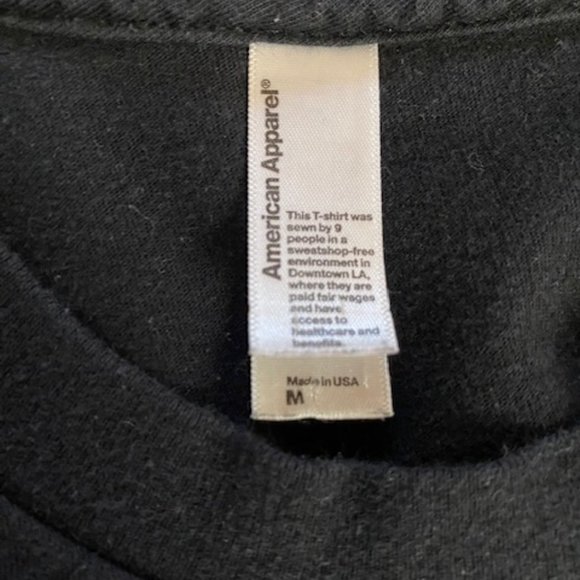 American Apparel®
This T-shirt was
sewn by 9
people in a
sweatshop-free
environment in
Downtown LA,
where they are
paid fair wages
and have
access to
healthcare and
benefits.
Made in USA
M